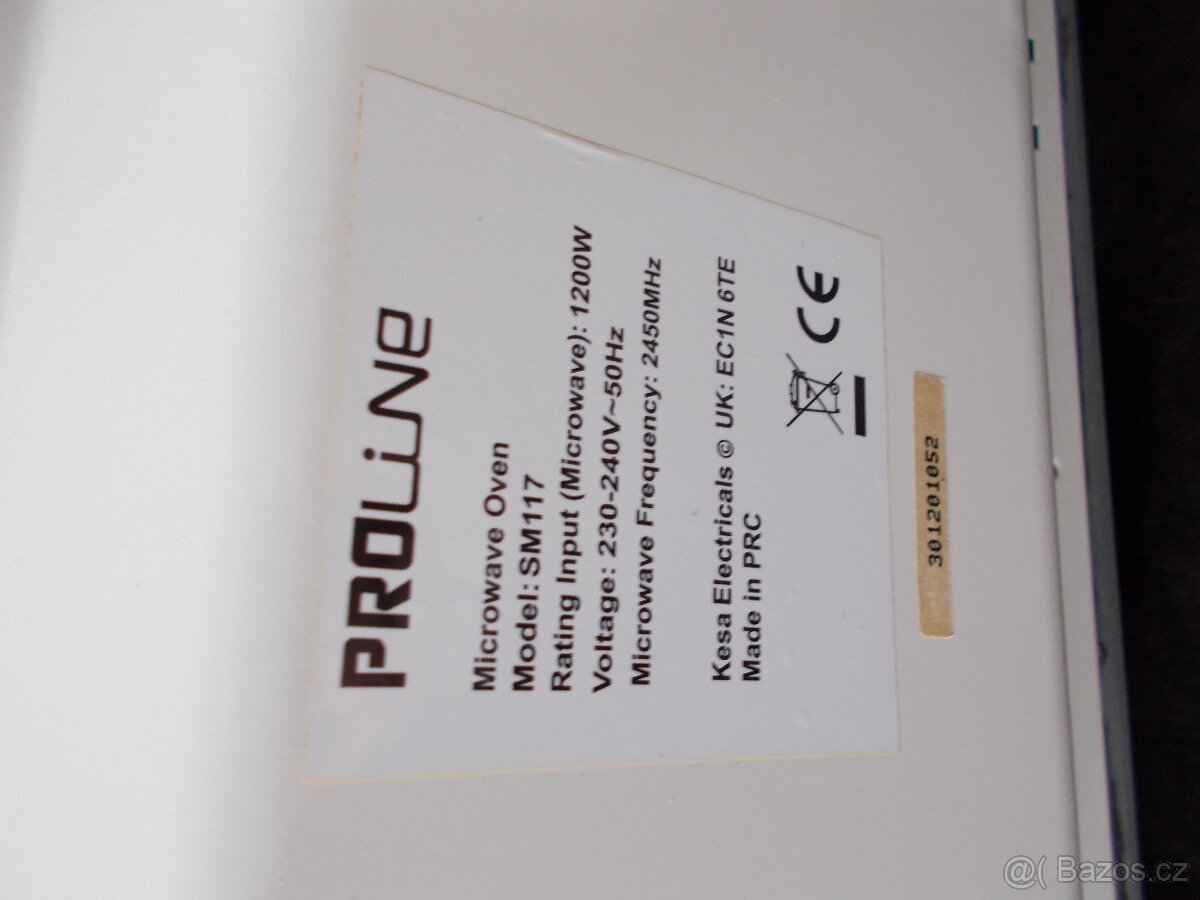 PROLINE
Microwave Oven
Model: SM117
Rating Input (Microwave): 1200W
Voltage: 230-240V~50Hz
Microwave Frequency: 2450MHz
Kesa Electricals © UK: EC1N 6TE
Made in PRC
CE
301201052
@( Bazos.cz